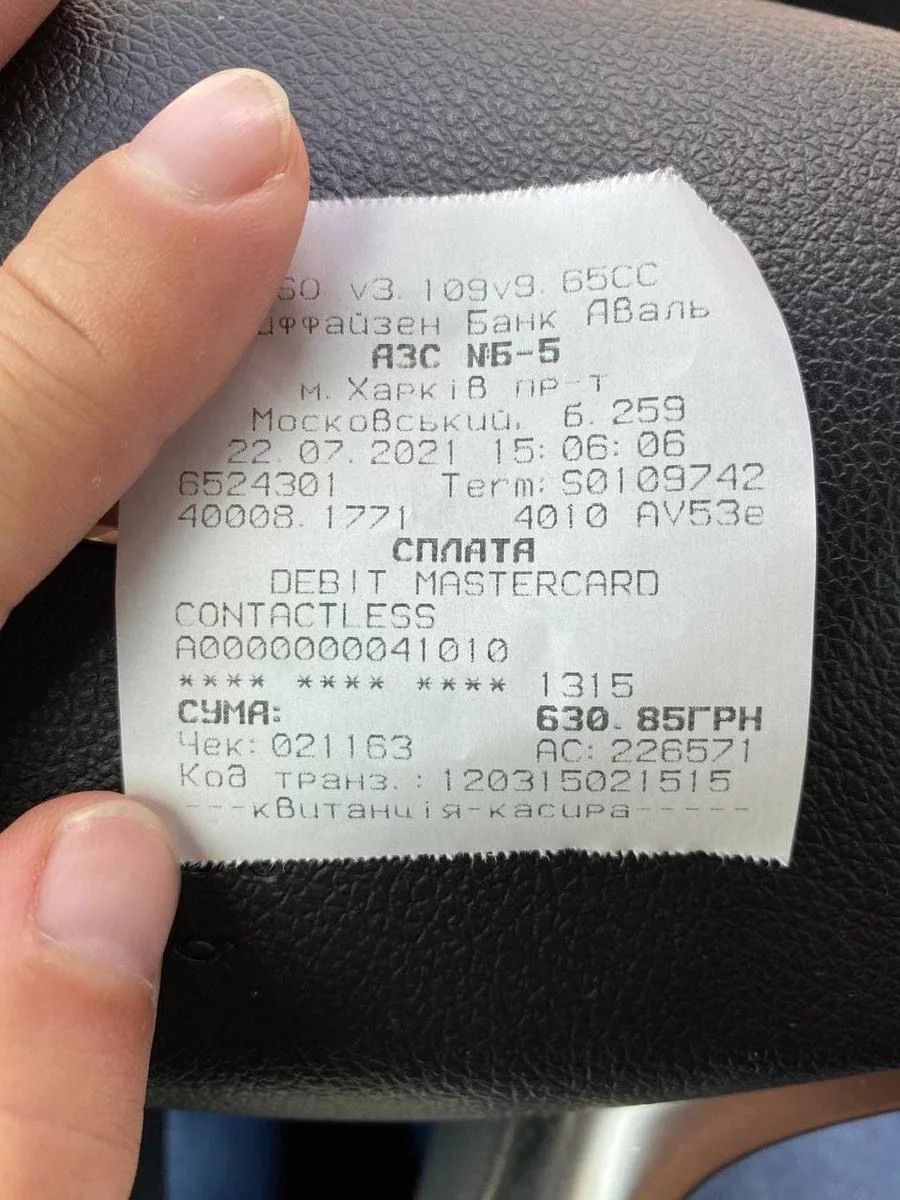 v3.109v9.65CC
Банк Аваль
АЗС №Б-5
м. Харків пр-т
Московський, б.259
22.07.2021 15:06:06
6524301 Term:S0109742
40008.1771 4010 AV53e
СПЛАТА
DEBIT MASTERCARD
CONTACTLESS
A0000000041010
**** **** **** 1315
СУМА: 630.85ГРН
Чек:021163 АС:226571
Код транз.:120315021515
---квитанція-касира-----